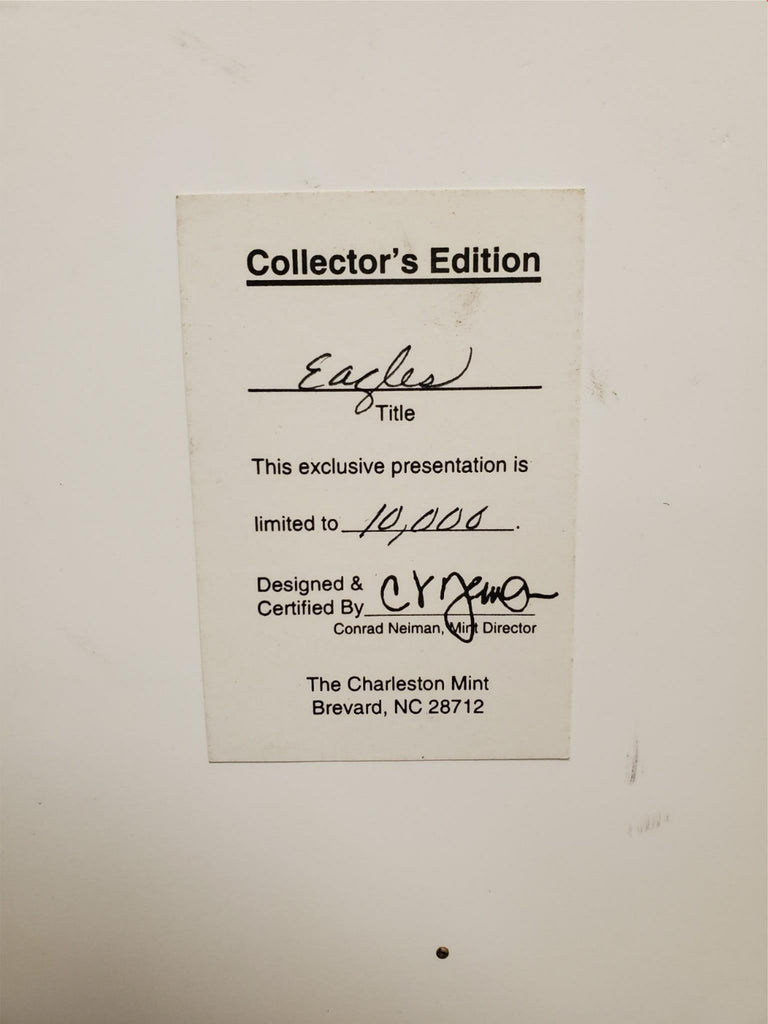 Collector's Edition
Eagles
Title
This exclusive presentation is
limited to 10,000.
Designed &
Certified By
Conrad Neiman, Mint Director
The Charleston Mint
Brevard, NC 28712